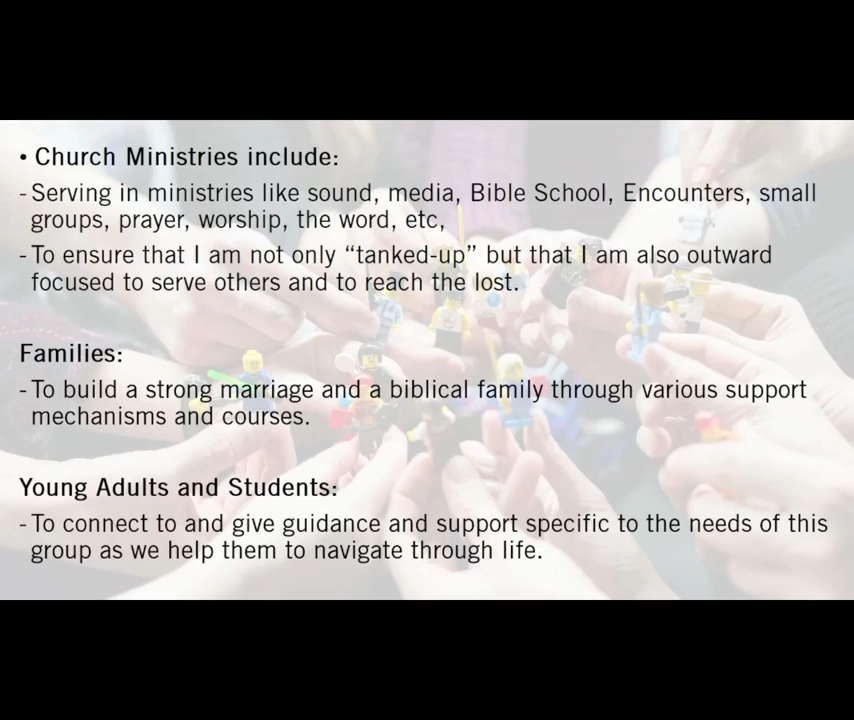 • Church Ministries include:
- Serving in ministries like sound, media, Bible School, Encounters, small
groups, prayer, worship, the word, etc,
- To ensure that I am not only “tanked-up” but that I am also outward
focused to serve others and to reach the lost.
Families:
- To build a strong marriage and a biblical family through various support
mechanisms and courses.
Young Adults and Students:
- To connect to and give guidance and support specific to the needs of this
group as we help them to navigate through life.